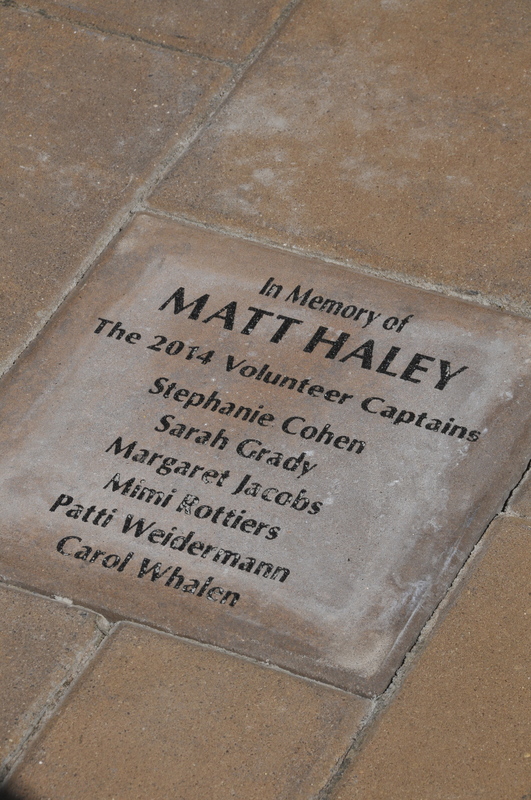 In Memory of
MATT HALEY
The 2014 Volunteer Captains
Stephanie Cohen
Sarah Grady
Margaret Jacobs
Mimi Rottiers
Patti Weidermann
Carol Whalen